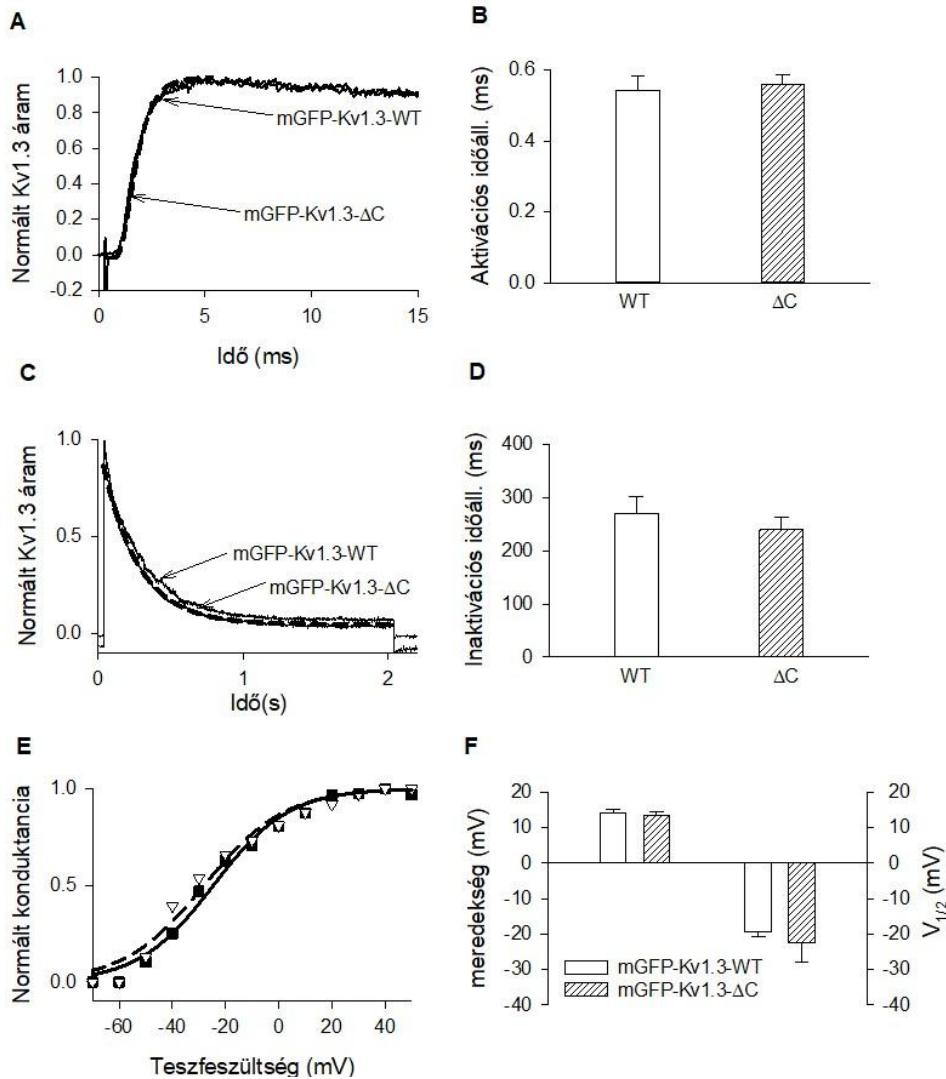 A
Normált Kv1.3 áram
1.0
0.8
0.6
0.4
0.2
0.0
-0.2
mGFP-Kv1.3-WT
mGFP-Kv1.3-ΔC
0 5 10 15
Idő (ms)
B
Aktivációs időáll. (ms)
0.6
0.4
0.2
0.0
WT ΔC
C
Normált Kv1.3 áram
1.0
0.5
0.0
mGFP-Kv1.3-WT
mGFP-Kv1.3-ΔC
0 1 2
Idő(s)
D
Inaktivációs időáll. (ms)
400
300
200
100
0
WT ΔC
E
Normált konduktancia
1.0
0.5
0.0
-60 -40 -20 0 20 40
Teszfeszültség (mV)
F
meredekség (mV)
20
10
0
-10
-20
-30
-40
mGFP-Kv1.3-WT
mGFP-Kv1.3-ΔC
20
10
0
-10
-20
-30
-40
V1/2 (mV)